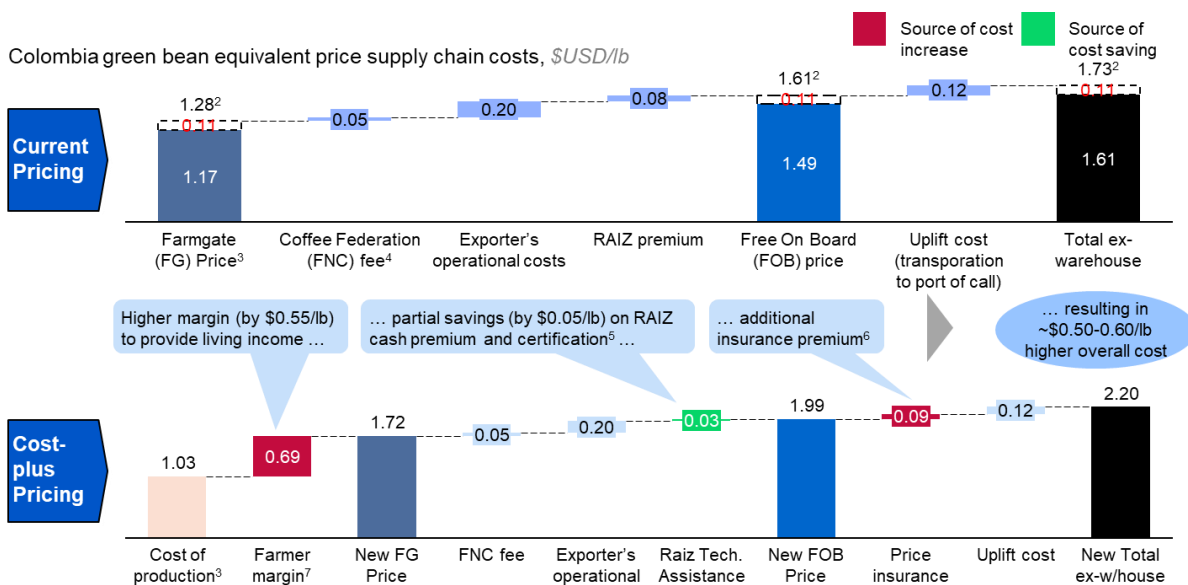 Source of cost
increase
Source of
cost saving
Colombia green bean equivalent price supply chain costs, $USD/lb
Current
Pricing
1.28²
0.11
1.17
0.05
0.20
0.08
1.61²
0.11
1.49
0.12
1.73²
0.11
1.61
Farmgate
(FG) Price³
Coffee Federation
(FNC) fee⁴
Exporter's
operational costs
RAIZ premium
Free On Board
(FOB) price
Uplift cost
(transporation
to port of call)
Total ex-
warehouse
Higher margin (by $0.55/lb)
to provide living income …
… partial savings (by $0.05/lb) on RAIZ
cash premium and certification⁵ …
… additional
insurance premium⁶
… resulting in
~$0.50-0.60/lb
higher overall cost
Cost-
plus
Pricing
1.03
0.69
1.72
0.05
0.20
0.03
1.99
0.09
0.12
2.20
Cost of
production³
Farmer
margin⁷
New FG
Price
FNC fee
Exporter's
operational
Raiz Tech.
Assistance
New FOB
Price
Price
insurance
Uplift cost
New Total
ex-w/house